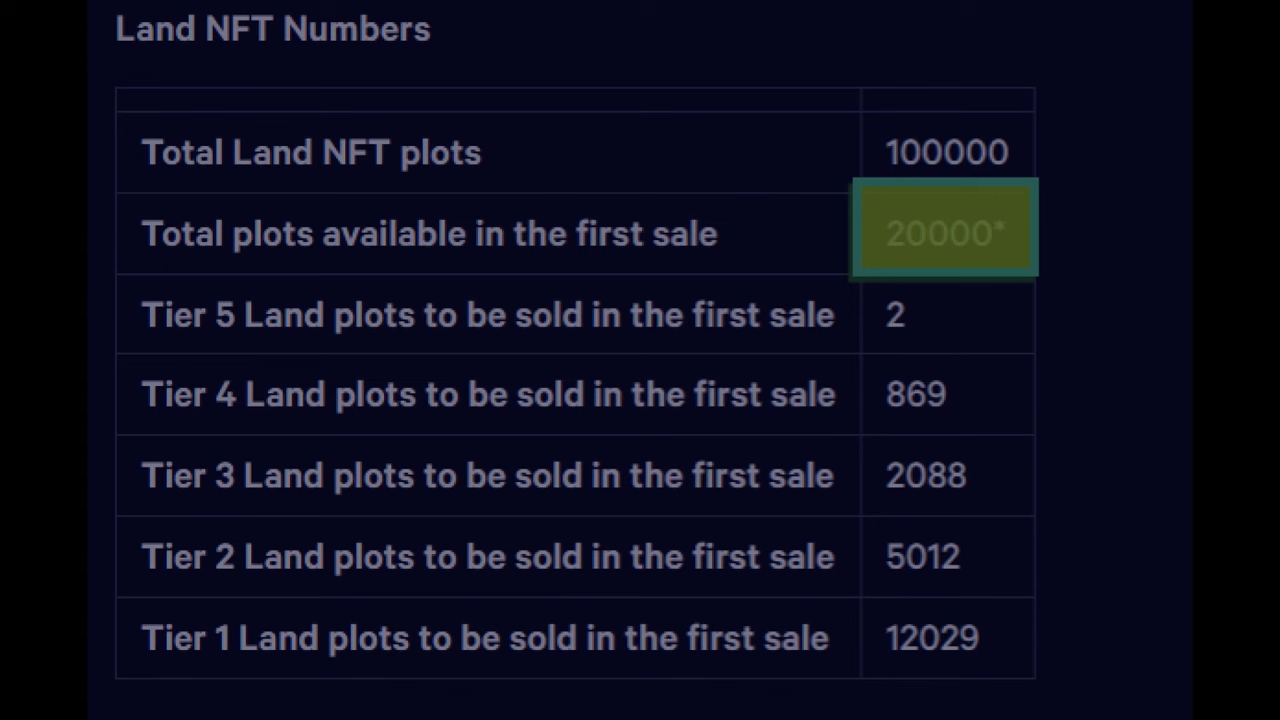 Land NFT Numbers
Total Land NFT plots 100000
Total plots available in the first sale 20000*
Tier 5 Land plots to be sold in the first sale 2
Tier 4 Land plots to be sold in the first sale 869
Tier 3 Land plots to be sold in the first sale 2088
Tier 2 Land plots to be sold in the first sale 5012
Tier 1 Land plots to be sold in the first sale 12029